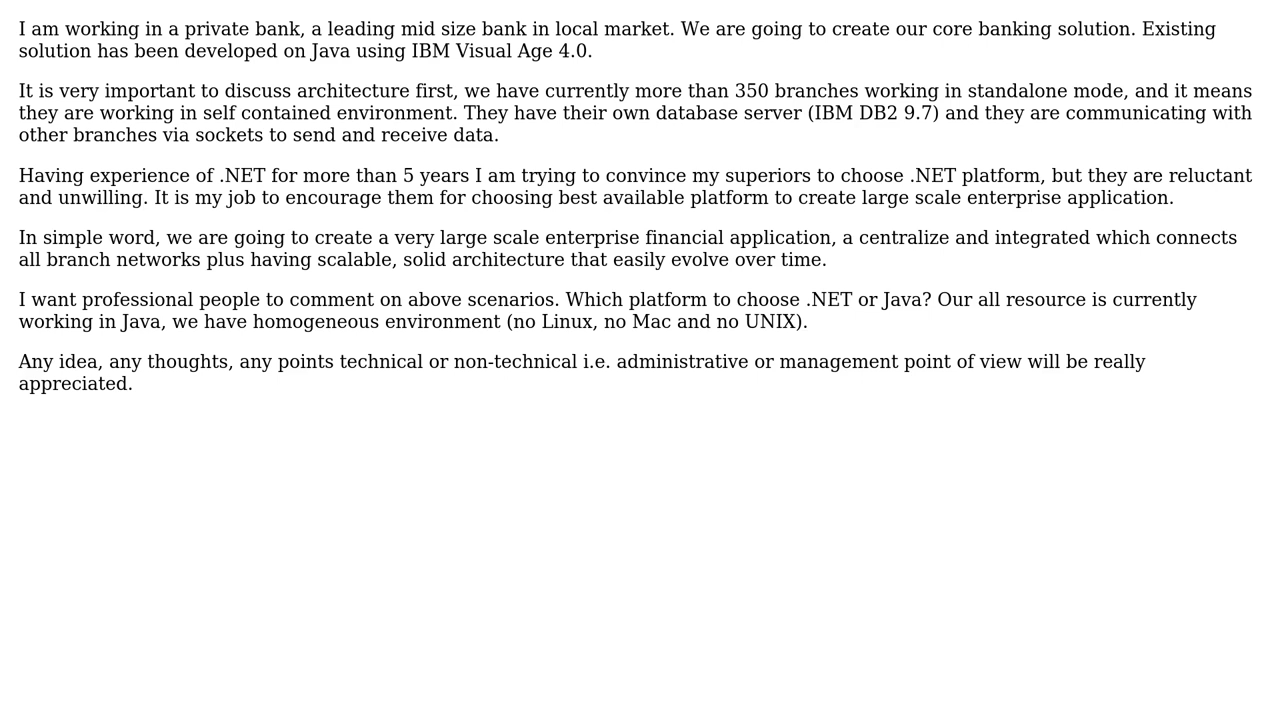 I am working in a private bank, a leading mid size bank in local market. We are going to create our core banking solution. Existing
solution has been developed on Java using IBM Visual Age 4.0.
It is very important to discuss architecture first, we have currently more than 350 branches working in standalone mode, and it means
they are working in self contained environment. They have their own database server (IBM DB2 9.7) and they are communicating with
other branches via sockets to send and receive data.
Having experience of .NET for more than 5 years I am trying to convince my superiors to choose .NET platform, but they are reluctant
and unwilling. It is my job to encourage them for choosing best available platform to create large scale enterprise application.
In simple word, we are going to create a very large scale enterprise financial application, a centralize and integrated which connects
all branch networks plus having scalable, solid architecture that easily evolve over time.
I want professional people to comment on above scenarios. Which platform to choose .NET or Java? Our all resource is currently
working in Java, we have homogeneous environment (no Linux, no Mac and no UNIX).
Any idea, any thoughts, any points technical or non-technical i.e. administrative or management point of view will be really
appreciated.